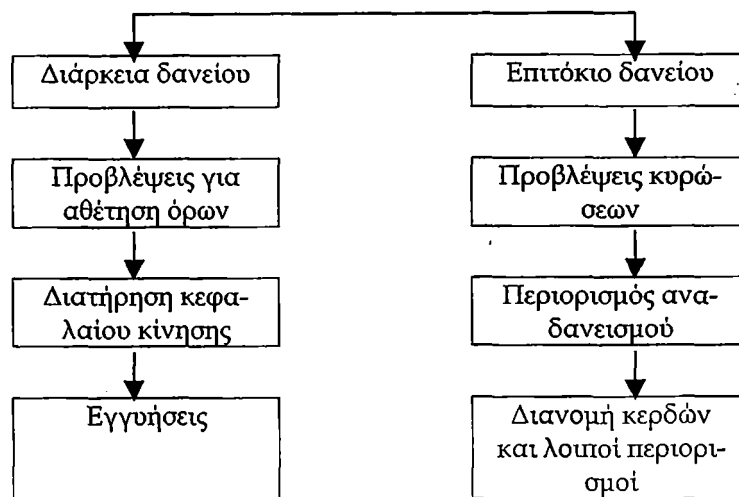 Διάρκεια δανείου
Επιτόκιο δανείου
Προβλέψεις για
αθέτηση όρων
Προβλέψεις κυρώ-
σεων
Διατήρηση κεφα-
λαίου κίνησης
Περιορισμός ανα-
δανεισμού
Εγγυήσεις
Διανομή κερδών
και λοιποί περιορι-
σμοί